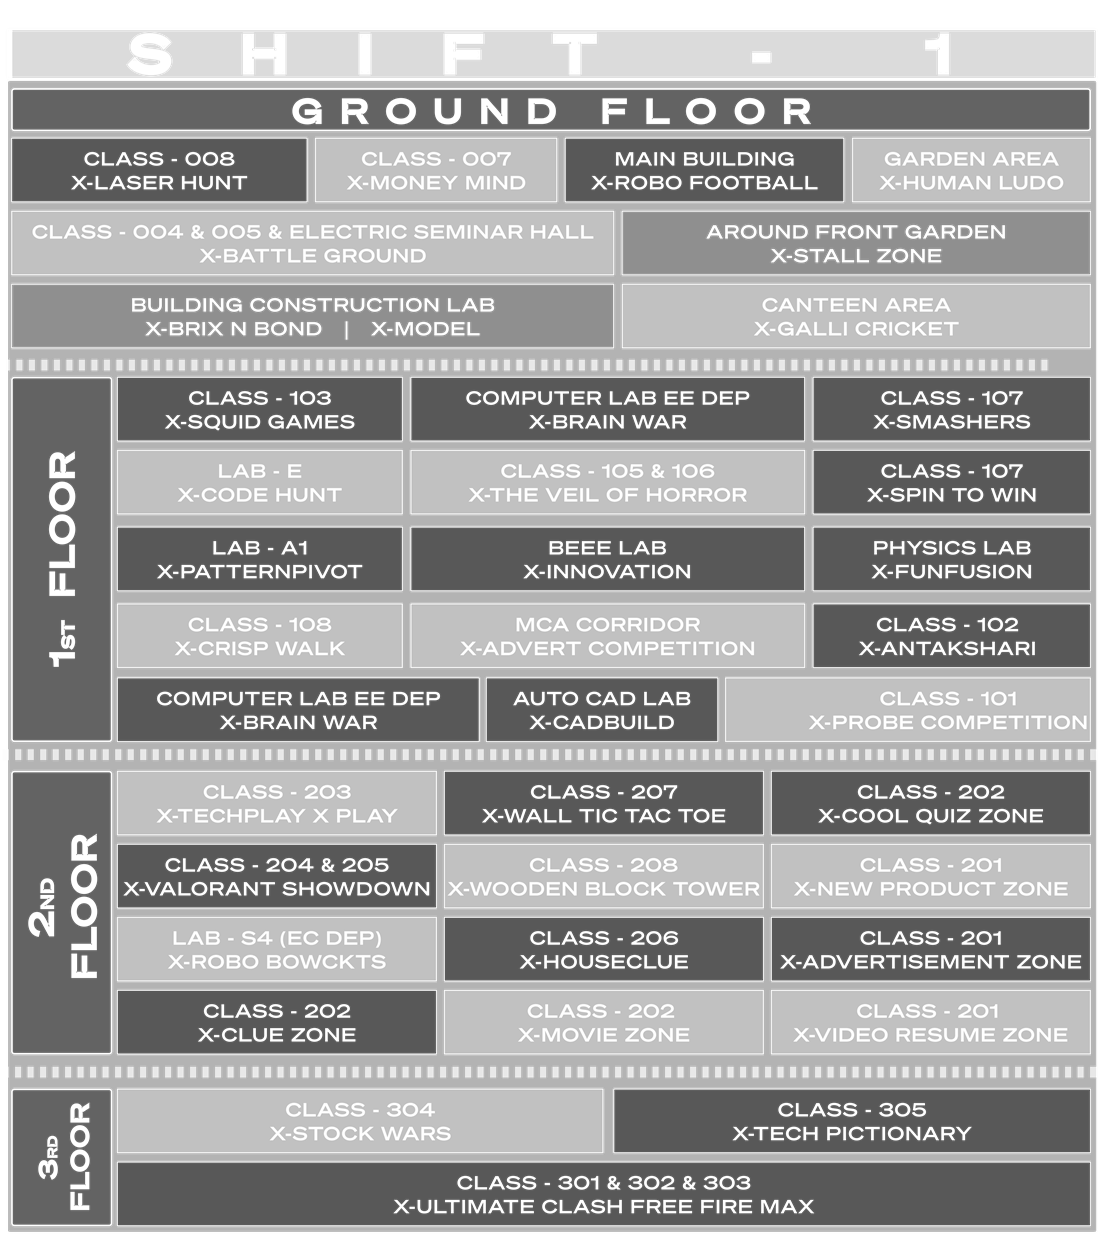 SHIFT - 1
GROUND FLOOR
CLASS - 008
X-LASER HUNT
CLASS - 007
X-MONEY MIND
MAIN BUILDING
X-ROBO FOOTBALL
GARDEN AREA
X-HUMAN LUDO
CLASS - 004 & 005 & ELECTRIC SEMINAR HALL
X-BATTLE GROUND
AROUND FRONT GARDEN
X-STALL ZONE
BUILDING CONSTRUCTION LAB
X-BRIX N BOND | X-MODEL
CANTEEN AREA
X-GALLI CRICKET
1ST FLOOR
CLASS - 103
X-SQUID GAMES
COMPUTER LAB EE DEP
X-BRAIN WAR
CLASS - 107
X-SMASHERS
LAB - E
X-CODE HUNT
CLASS - 105 & 106
X-THE VEIL OF HORROR
CLASS - 107
X-SPIN TO WIN
LAB - A1
X-PATTERNPIVOT
BEEE LAB
X-INNOVATION
PHYSICS LAB
X-FUNFUSION
CLASS - 108
X-CRISP WALK
MCA CORRIDOR
X-ADVERT COMPETITION
CLASS - 102
X-ANTAKSHARI
COMPUTER LAB EE DEP
X-BRAIN WAR
AUTO CAD LAB
X-CADBUILD
CLASS - 101
X-PROBE COMPETITION
2ND
FLOOR
CLASS - 203
X-TECHPLAY X PLAY
CLASS - 207
X-WALL TIC TAC TOE
CLASS - 202
X-COOL QUIZ ZONE
CLASS - 204 & 205
X-VALORANT SHOWDOWN
CLASS - 208
X-WOODEN BLOCK TOWER
CLASS - 201
X-NEW PRODUCT ZONE
LAB - S4 (EC DEP)
X-ROBO BOWCKTS
CLASS - 206
X-HOUSECLUE
CLASS - 201
X-ADVERTISEMENT ZONE
CLASS - 202
X-CLUE ZONE
CLASS - 202
X-MOVIE ZONE
CLASS - 201
X-VIDEO RESUME ZONE
3RD
FLOOR
CLASS - 304
X-STOCK WARS
CLASS - 305
X-TECH PICTIONARY
CLASS - 301 & 302 & 303
X-ULTIMATE CLASH FREE FIRE MAX